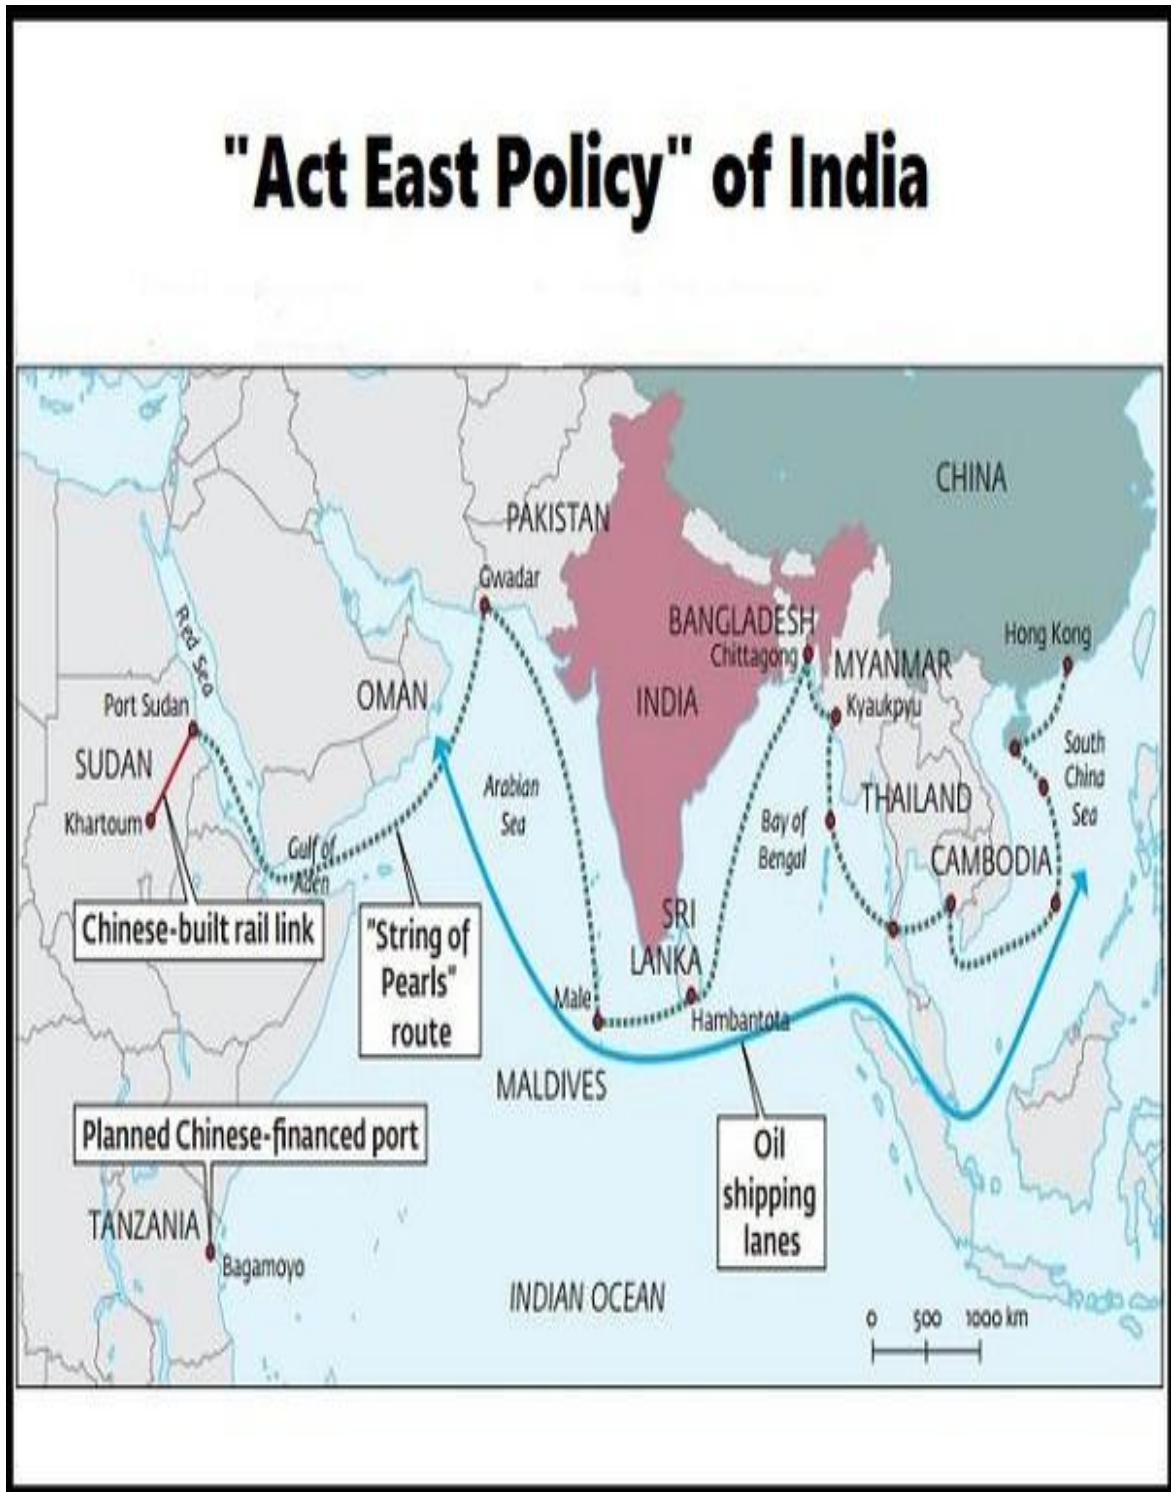 "Act East Policy" of India
CHINA
PAKISTAN
Gwadar
BANGLADESH
Chittagong
Hong Kong
MYANMAR
Kyaukpyu
INDIA
Red Sea
OMAN
Port Sudan
SUDAN
Khartoum
Arabian
Sea
South
China
Sea
THAILAND
Bay of
Bengal
CAMBODIA
Gulf of
Aden
Chinese-built rail link
"String of
Pearls"
route
SRI
LANKA
Male
Hambantota
MALDIVES
Planned Chinese-financed port
Oil
shipping
lanes
TANZANIA
Bagamoyo
INDIAN OCEAN
0 500 1000 km